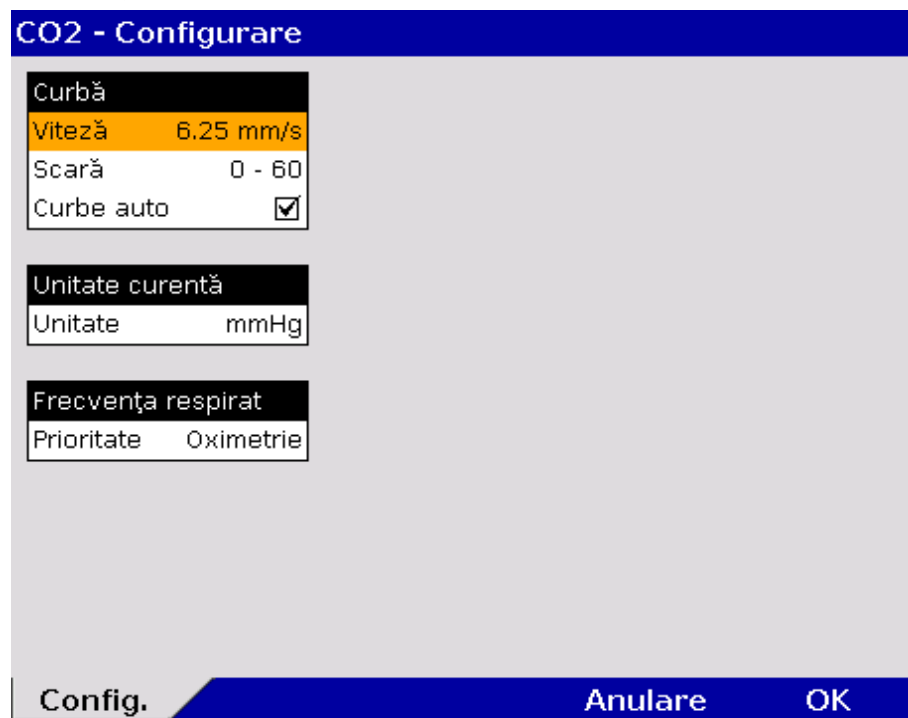 CO2 - Configurare
Curbă
Viteză 6.25 mm/s
Scară 0 - 60
Curbe auto
Unitate curentă
Unitate mmHg
Frecvenţa respirat
Prioritate Oximetrie
Config. Anulare OK